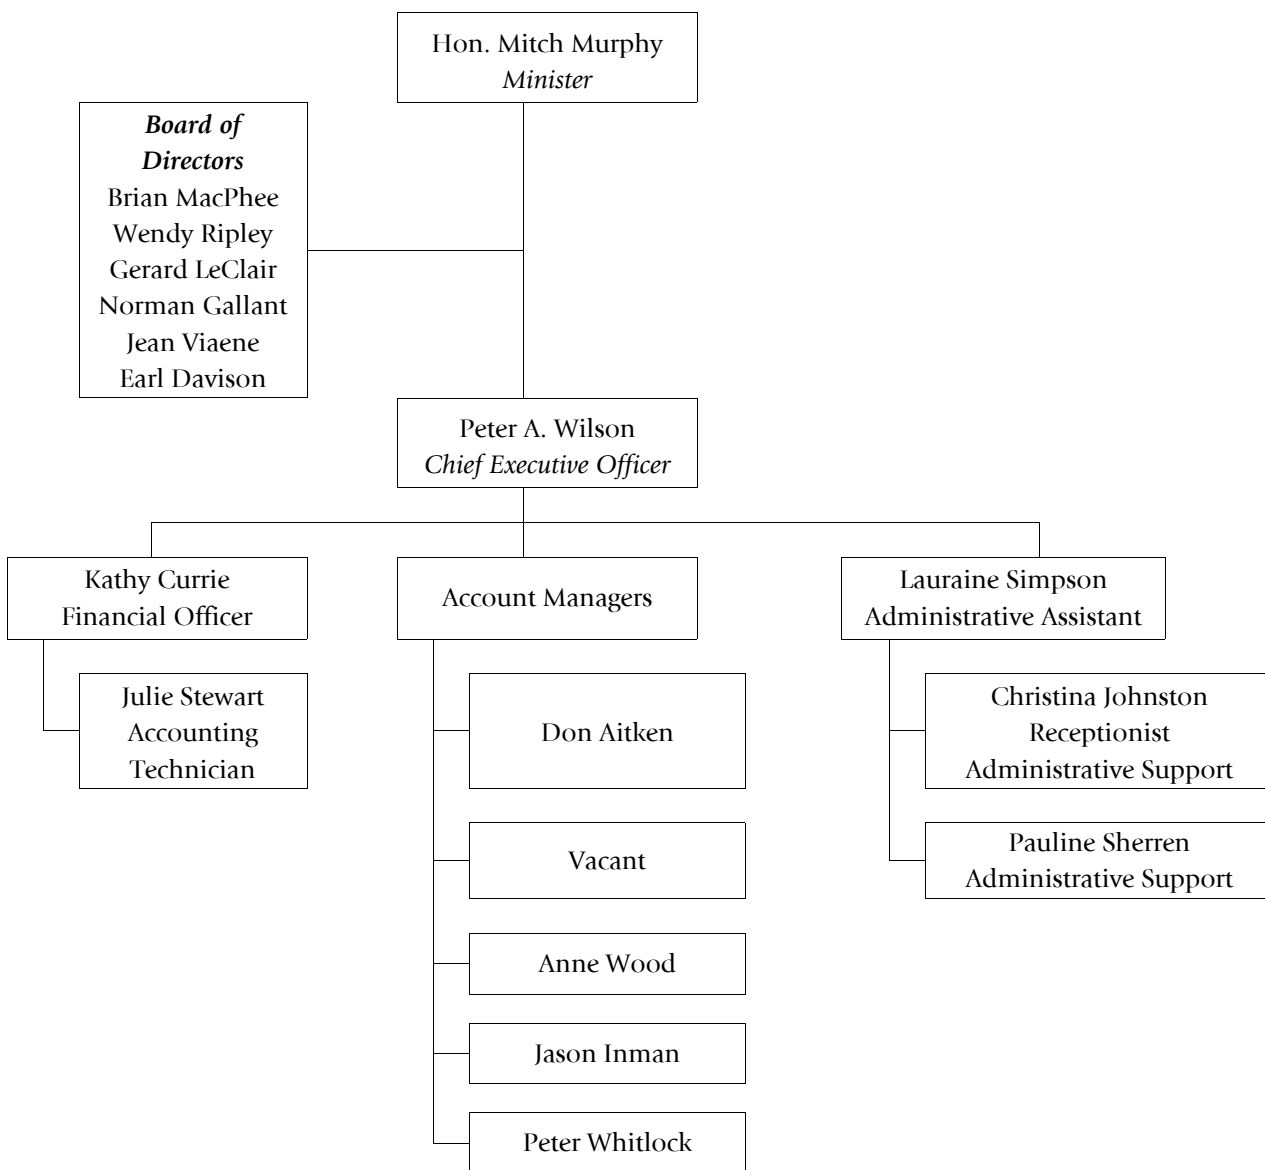 Hon. Mitch Murphy
Minister
Board of
Directors
Brian MacPhee
Wendy Ripley
Gerard LeClair
Norman Gallant
Jean Viaene
Earl Davison
Peter A. Wilson
Chief Executive Officer
Kathy Currie
Financial Officer
Julie Stewart
Accounting
Technician
Account Managers
Don Aitken
Vacant
Anne Wood
Jason Inman
Peter Whitlock
Lauraine Simpson
Administrative Assistant
Christina Johnston
Receptionist
Administrative Support
Pauline Sherren
Administrative Support